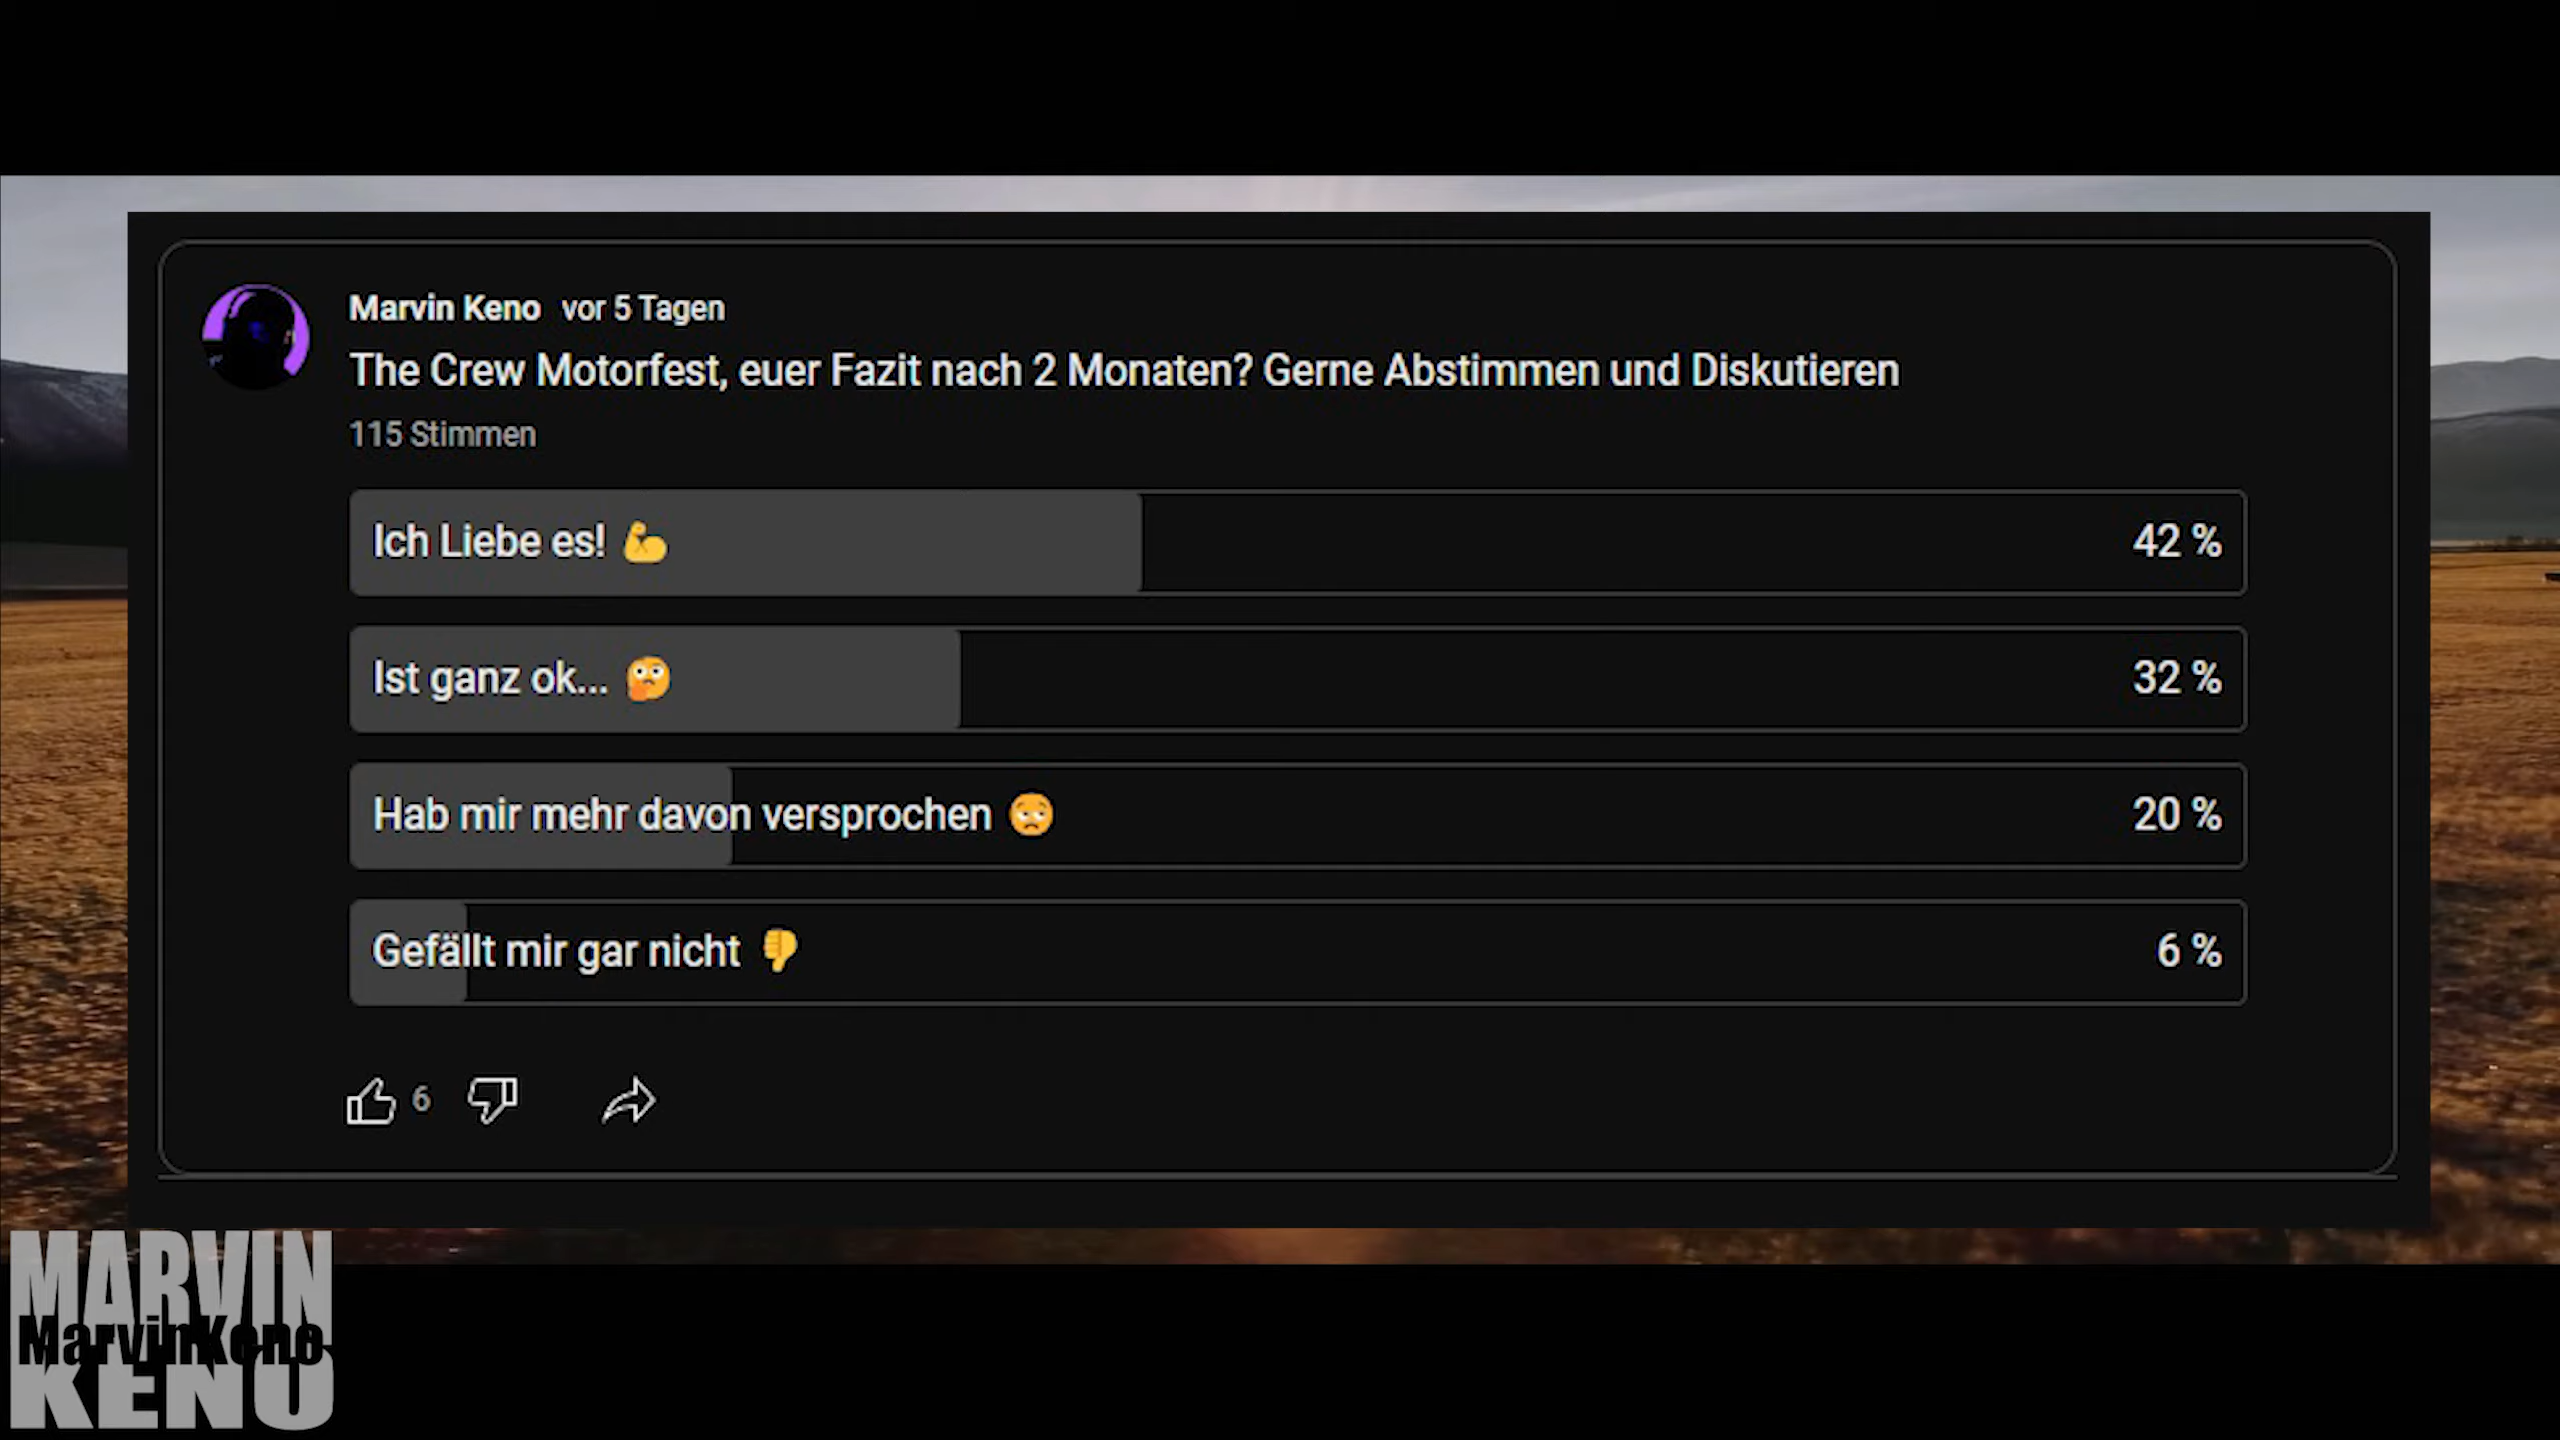 Marvin Keno vor 5 Tagen
The Crew Motorfest, euer Fazit nach 2 Monaten? Gerne Abstimmen und Diskutieren
115 Stimmen
Ich Liebe es! 💪 42 %
Ist ganz ok... 🤔 32 %
Hab mir mehr davon versprochen 😒 20 %
Gefällt mir gar nicht 👎 6 %
6
MARVIN
MarvinKeno
KENO